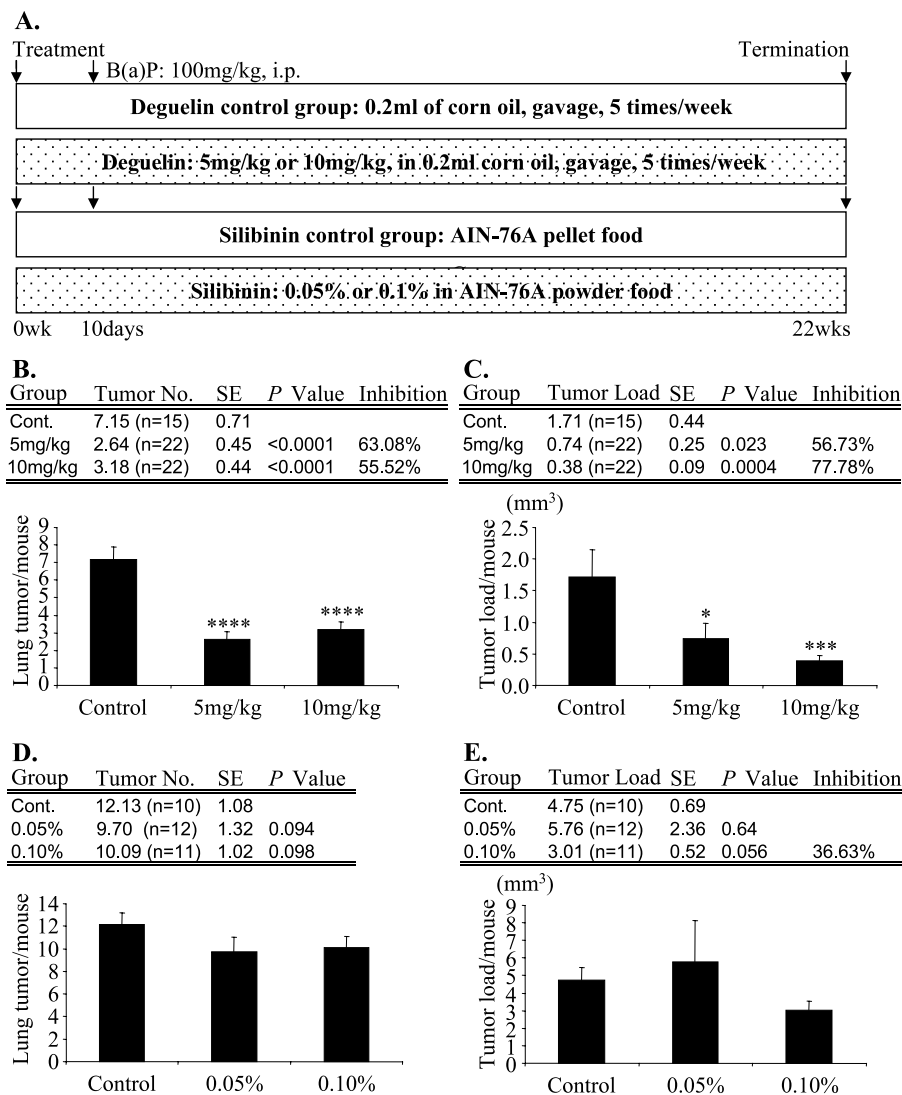 A.
Treatment Termination
B(a)P: 100mg/kg, i.p.
Deguelin control group: 0.2ml of corn oil, gavage, 5 times/week
Deguelin: 5mg/kg or 10mg/kg, in 0.2ml corn oil, gavage, 5 times/week
Silibinin control group: AIN-76A pellet food
Silibinin: 0.05% or 0.1% in AIN-76A powder food
0wk 10days 22wks
B.
Group Tumor No. SE P Value Inhibition
Cont. 7.15 (n=15) 0.71
5mg/kg 2.64 (n=22) 0.45 <0.0001 63.08%
10mg/kg 3.18 (n=22) 0.44 <0.0001 55.52%
Lung tumor/mouse
9
8
7
6
5
4
3
2
1
0
****
****
Control 5mg/kg 10mg/kg
C.
Group Tumor Load SE P Value Inhibition
Cont. 1.71 (n=15) 0.44
5mg/kg 0.74 (n=22) 0.25 0.023 56.73%
10mg/kg 0.38 (n=22) 0.09 0.0004 77.78%
(mm³)
Tumor load/mouse
2.5
2.0
1.5
1.0
0.5
0.0
*
***
Control 5mg/kg 10mg/kg
D.
Group Tumor No. SE P Value
Cont. 12.13 (n=10) 1.08
0.05% 9.70 (n=12) 1.32 0.094
0.10% 10.09 (n=11) 1.02 0.098
Lung tumor/mouse
14
12
10
8
6
4
2
0
Control 0.05% 0.10%
E.
Group Tumor Load SE P Value Inhibition
Cont. 4.75 (n=10) 0.69
0.05% 5.76 (n=12) 2.36 0.64
0.10% 3.01 (n=11) 0.52 0.056 36.63%
(mm³)
Tumor load/mouse
9
8
7
6
5
4
3
2
1
0
Control 0.05% 0.10%